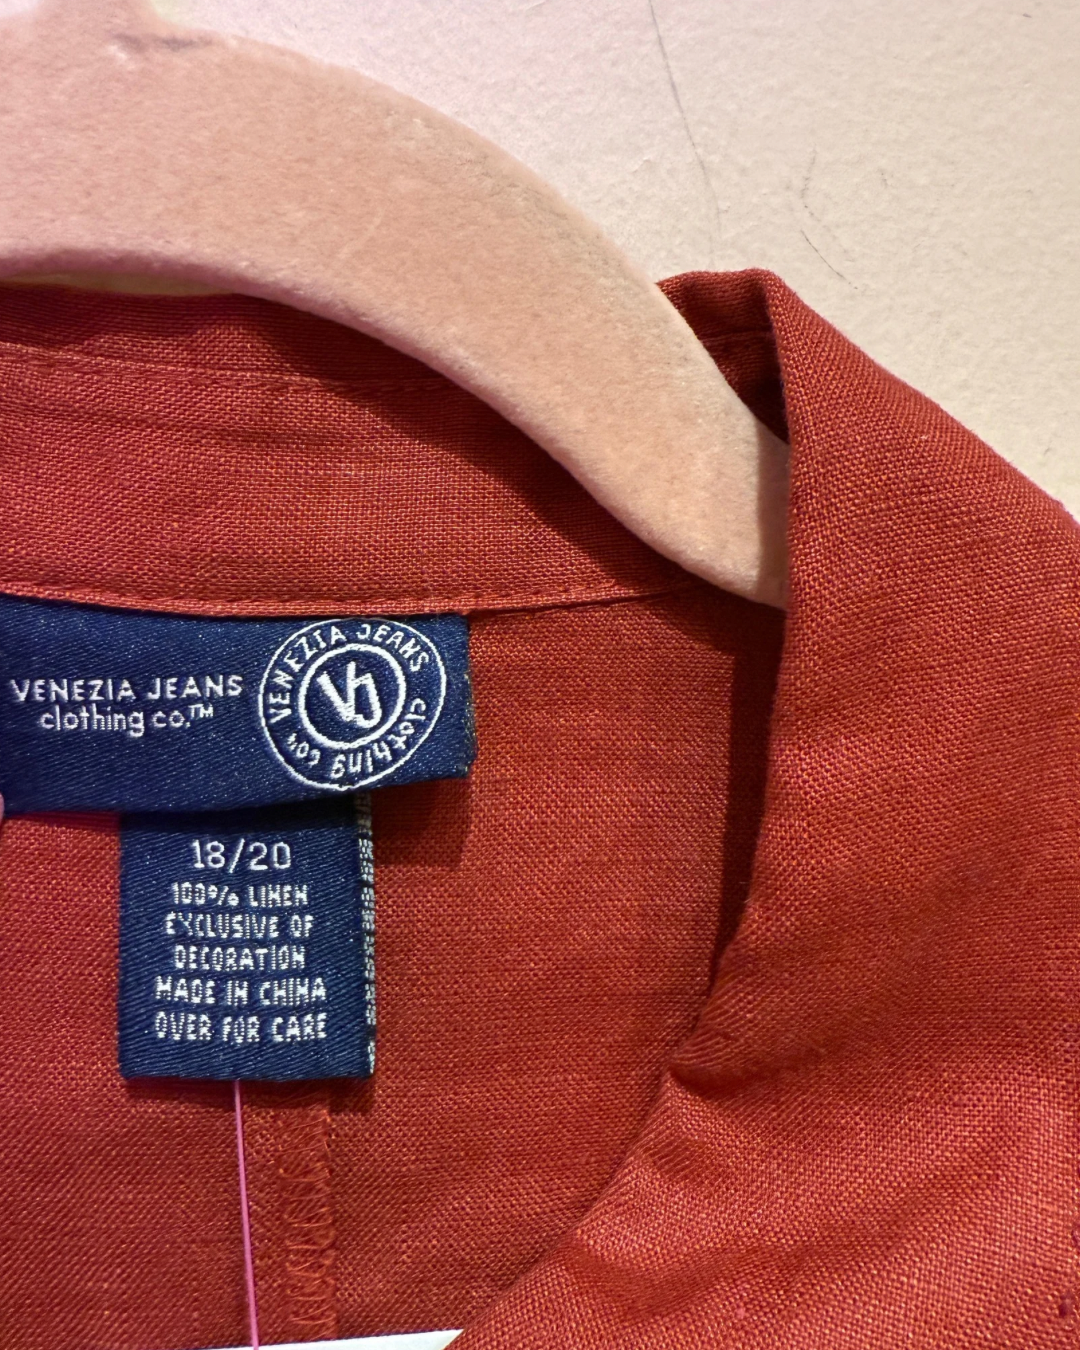 VENEZIA JEANS
clothing co.™
VENEZIA JEANS clothing co.
VJ
18/20
100% LINEN
EXCLUSIVE OF
DECORATION
MADE IN CHINA
OVER FOR CARE